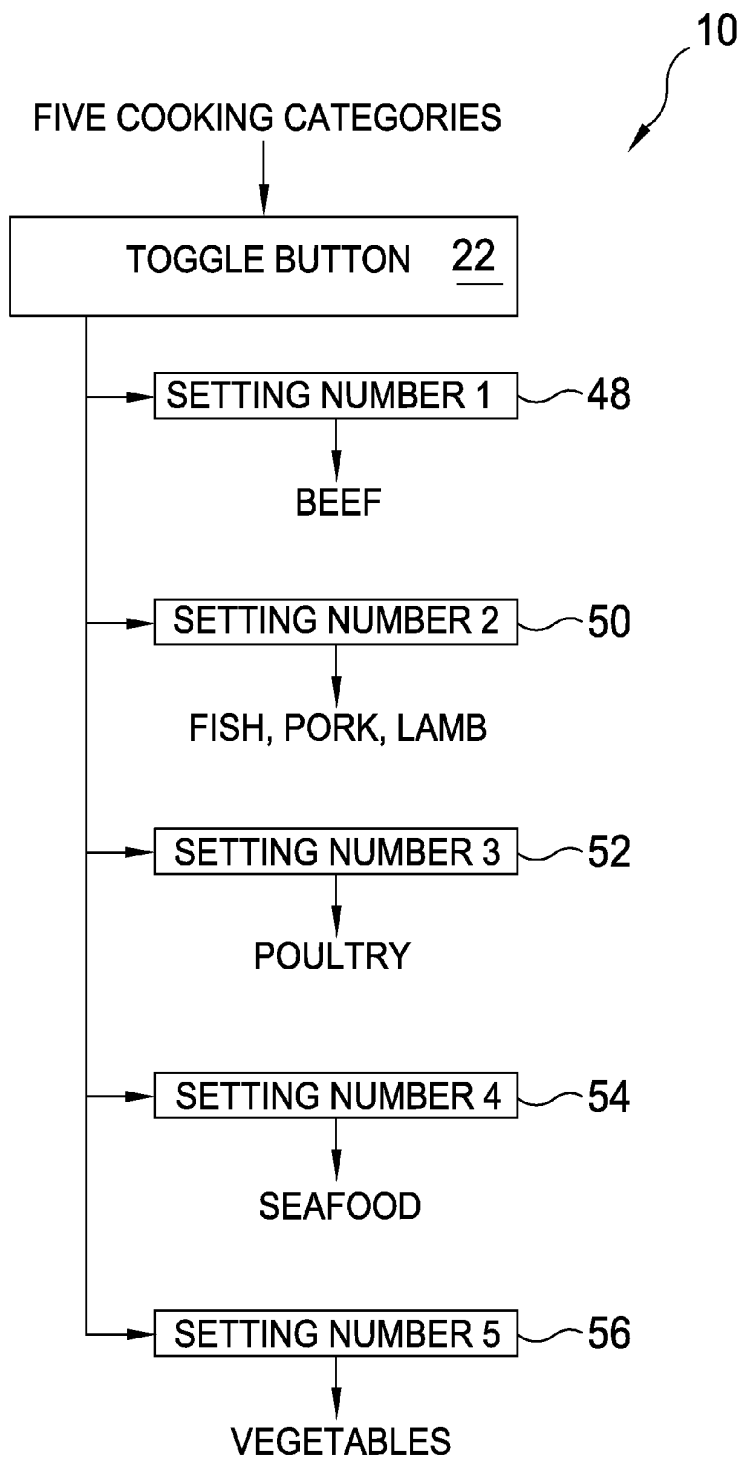 10
FIVE COOKING CATEGORIES
TOGGLE BUTTON 22
SETTING NUMBER 1 48
BEEF
SETTING NUMBER 2 50
FISH, PORK, LAMB
SETTING NUMBER 3 52
POULTRY
SETTING NUMBER 4 54
SEAFOOD
SETTING NUMBER 5 56
VEGETABLES